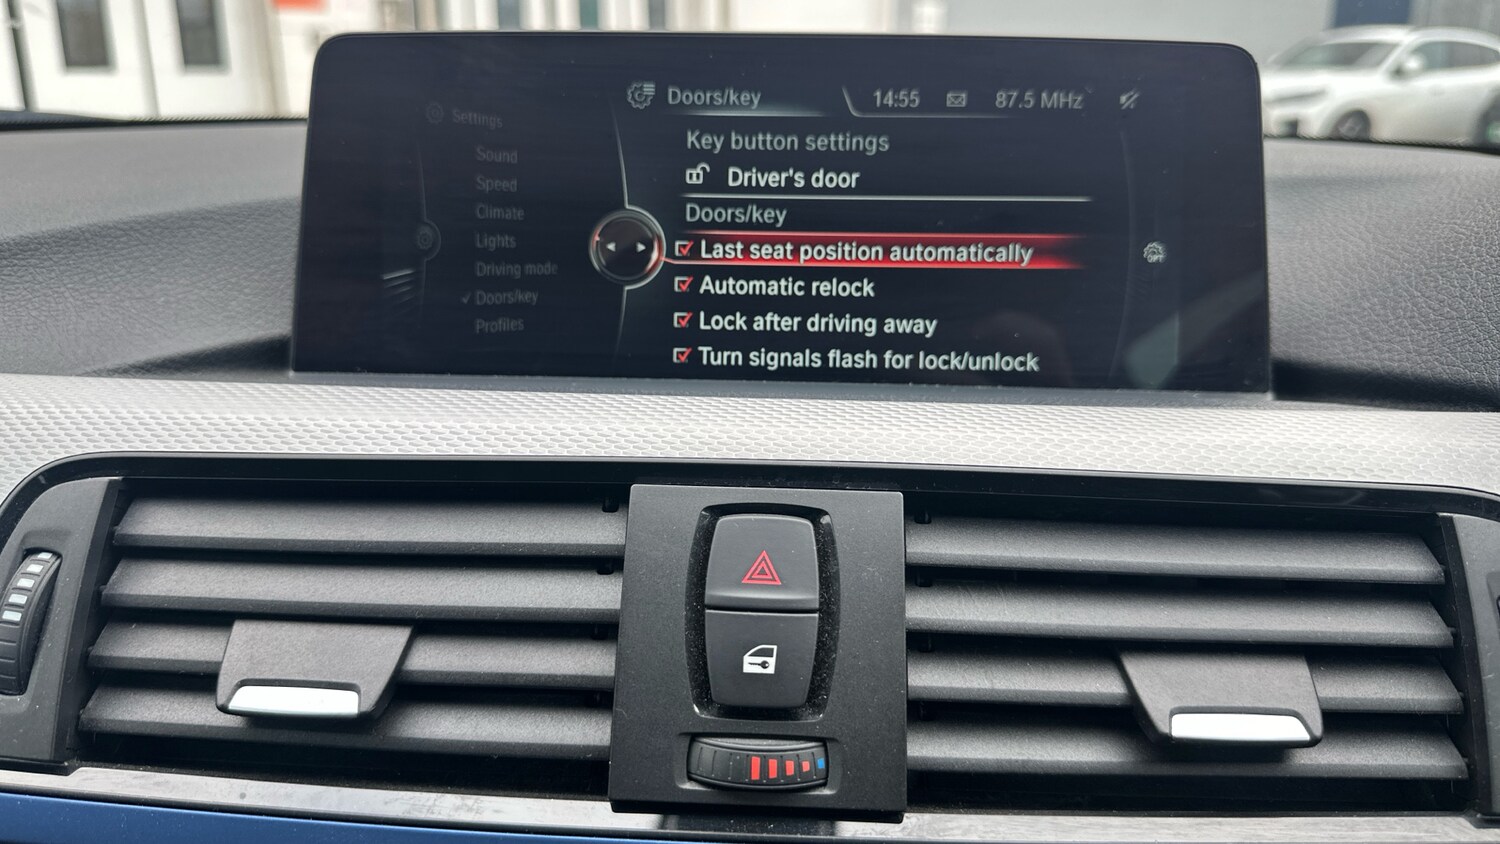 Doors/key 14:55 87.5 MHz
Settings
Sound
Speed
Climate
Lights
Driving mode
Doors/key
Profiles
Key button settings
Driver's door
Doors/key
Last seat position automatically
Automatic relock
Lock after driving away
Turn signals flash for lock/unlock
OPT